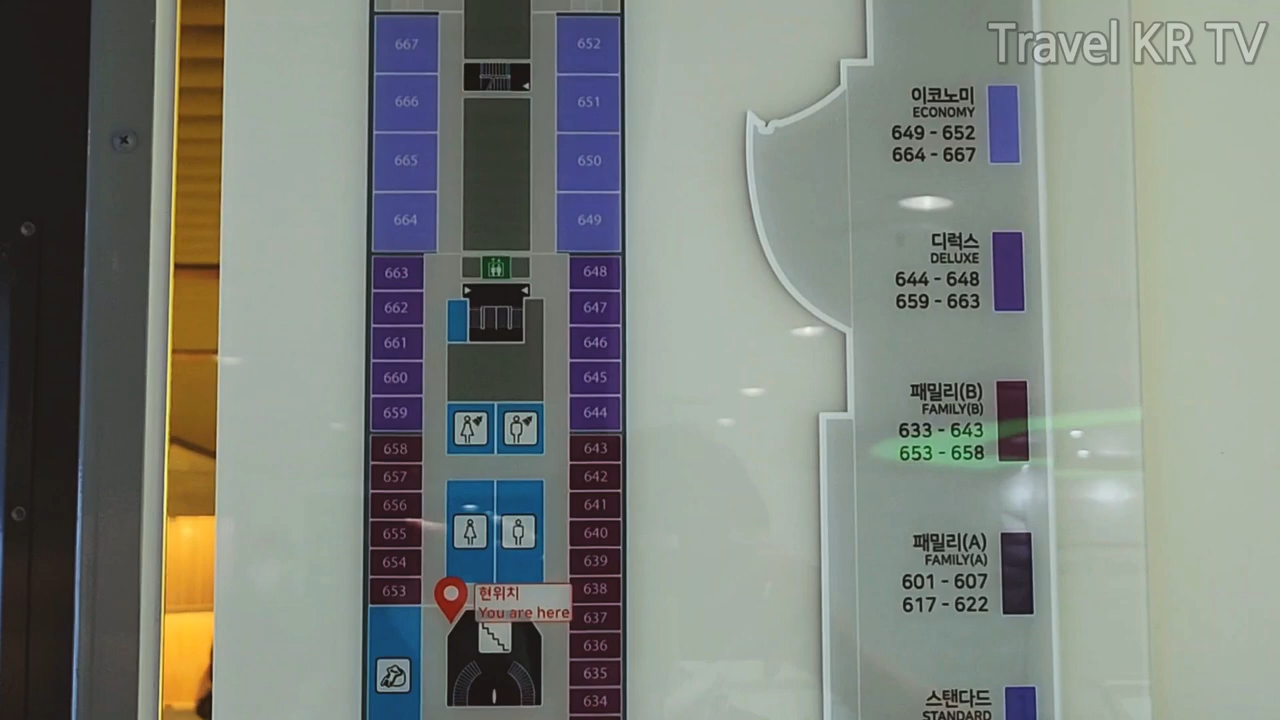 Travel KR TV
667
652
666
651
665
650
664
649
663
648
662
647
661
646
660
645
659
644
658
643
657
642
656
641
655
640
654
639
653
638
현위치
You are here
637
636
635
634
이코노미
ECONOMY
649 - 652
664 - 667
디럭스
DELUXE
644 - 648
659 - 663
패밀리(B)
FAMILY(B)
633 - 643
653 - 658
패밀리(A)
FAMILY(A)
601 - 607
617 - 622
스탠다드
STANDARD